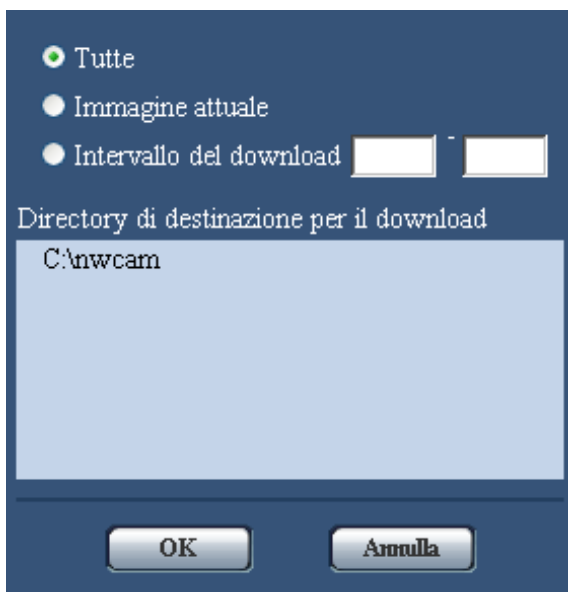 Tutte
Immagine attuale
Intervallo del download -
Directory di destinazione per il download
C:\nwcam
OK Annulla